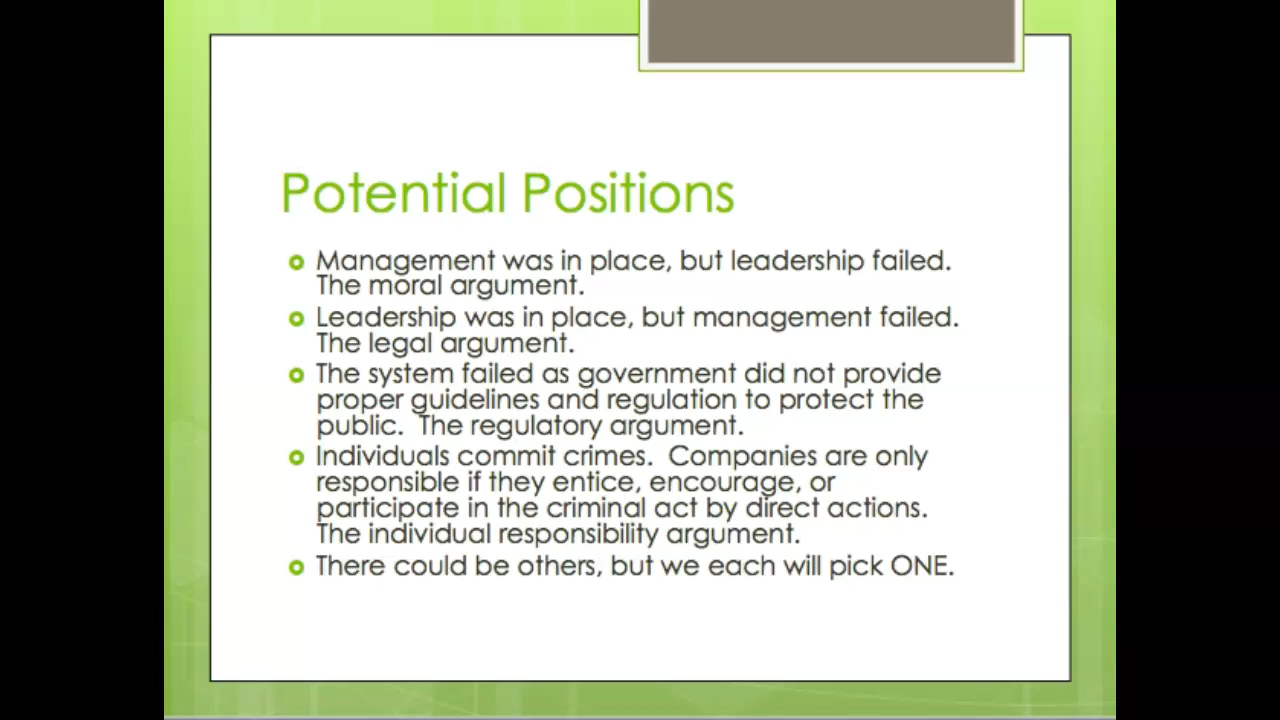 Potential Positions
Management was in place, but leadership failed.
The moral argument.
Leadership was in place, but management failed.
The legal argument.
The system failed as government did not provide
proper guidelines and regulation to protect the
public.  The regulatory argument.
Individuals commit crimes.  Companies are only
responsible if they entice, encourage, or
participate in the criminal act by direct actions.
The individual responsibility argument.
There could be others, but we each will pick ONE.